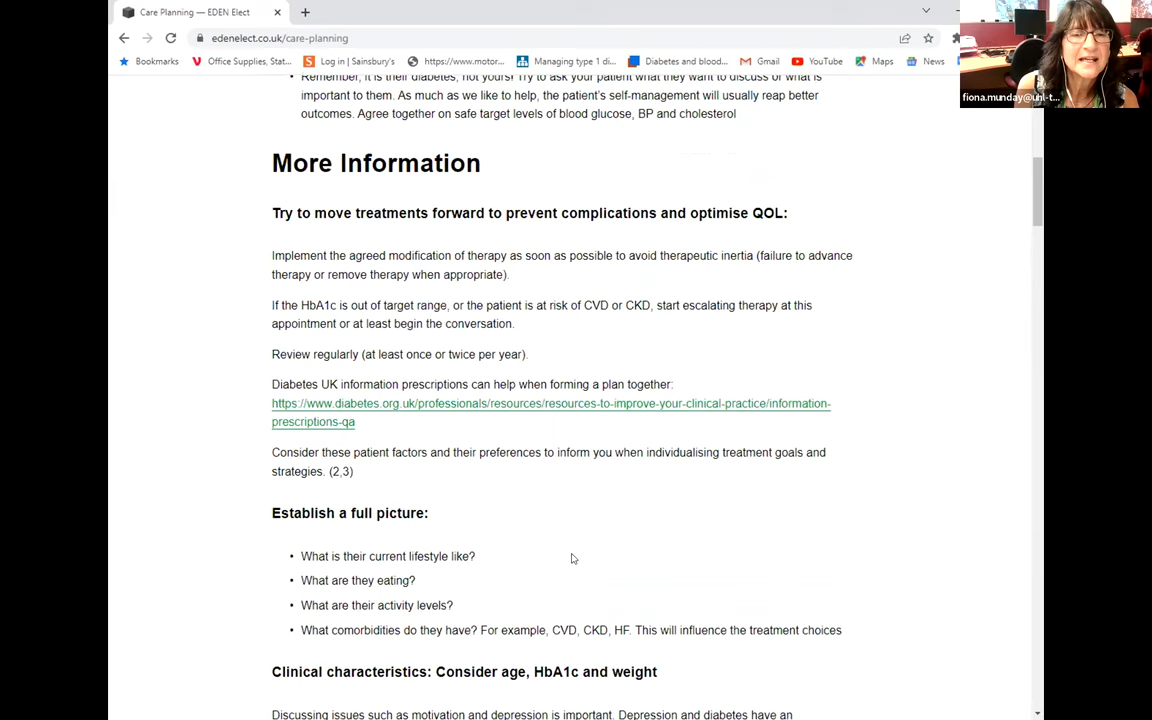 Care Planning — EDEN Elect
edenelect.co.uk/care-planning
Bookmarks
Office Supplies, Stat...
Log in | Sainsbury's
https://www.motor...
Managing type 1 di...
Diabetes and blood...
Gmail
YouTube
Maps
News
fiona.munday@uni-t...
Remember, it is their diabetes, not yours! Try to ask your patient what they want to discuss or what is
important to them. As much as we like to help, the patient's self-management will usually reap better
outcomes. Agree together on safe target levels of blood glucose, BP and cholesterol
More Information
Try to move treatments forward to prevent complications and optimise QOL:
Implement the agreed modification of therapy as soon as possible to avoid therapeutic inertia (failure to advance
therapy or remove therapy when appropriate).
If the HbA1c is out of target range, or the patient is at risk of CVD or CKD, start escalating therapy at this
appointment or at least begin the conversation.
Review regularly (at least once or twice per year).
Diabetes UK information prescriptions can help when forming a plan together:
https://www.diabetes.org.uk/professionals/resources/resources-to-improve-your-clinical-practice/information-
prescriptions-qa
Consider these patient factors and their preferences to inform you when individualising treatment goals and
strategies. (2,3)
Establish a full picture:
• What is their current lifestyle like?
• What are they eating?
• What are their activity levels?
• What comorbidities do they have? For example, CVD, CKD, HF. This will influence the treatment choices
Clinical characteristics: Consider age, HbA1c and weight
Discussing issues such as motivation and depression is important. Depression and diabetes have an